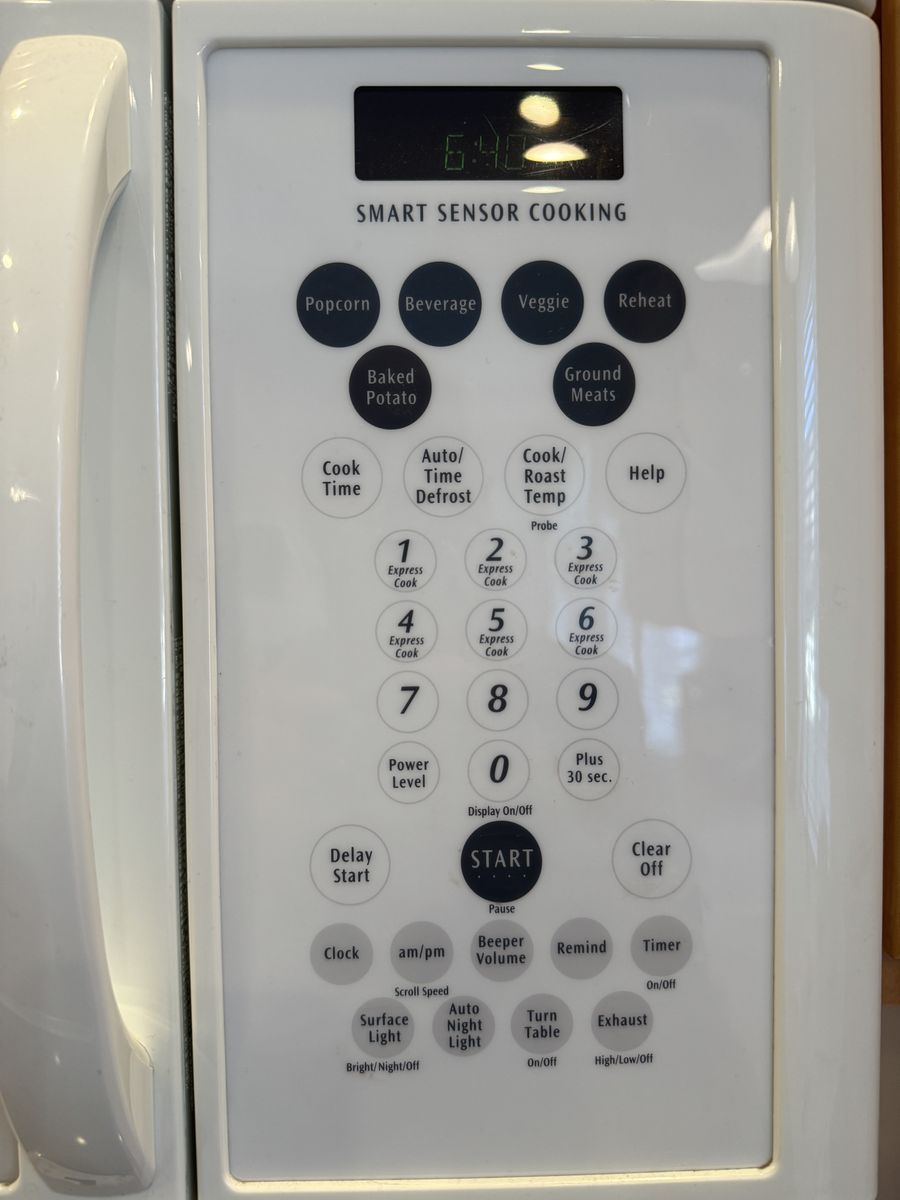 6:40
SMART SENSOR COOKING
Popcorn
Beverage
Veggie
Reheat
Baked
Potato
Ground
Meats
Cook
Time
Auto/
Time
Defrost
Cook/
Roast
Temp
Probe
Help
1
Express
Cook
2
Express
Cook
3
Express
Cook
4
Express
Cook
5
Express
Cook
6
Express
Cook
7
8
9
Power
Level
0
Display On/Off
Plus
30 sec.
Delay
Start
START
Pause
Clear
Off
Clock
am/pm
Scroll Speed
Beeper
Volume
Remind
Timer
On/Off
Surface
Light
Bright/Night/Off
Auto
Night
Light
Turn
Table
On/Off
Exhaust
High/Low/Off